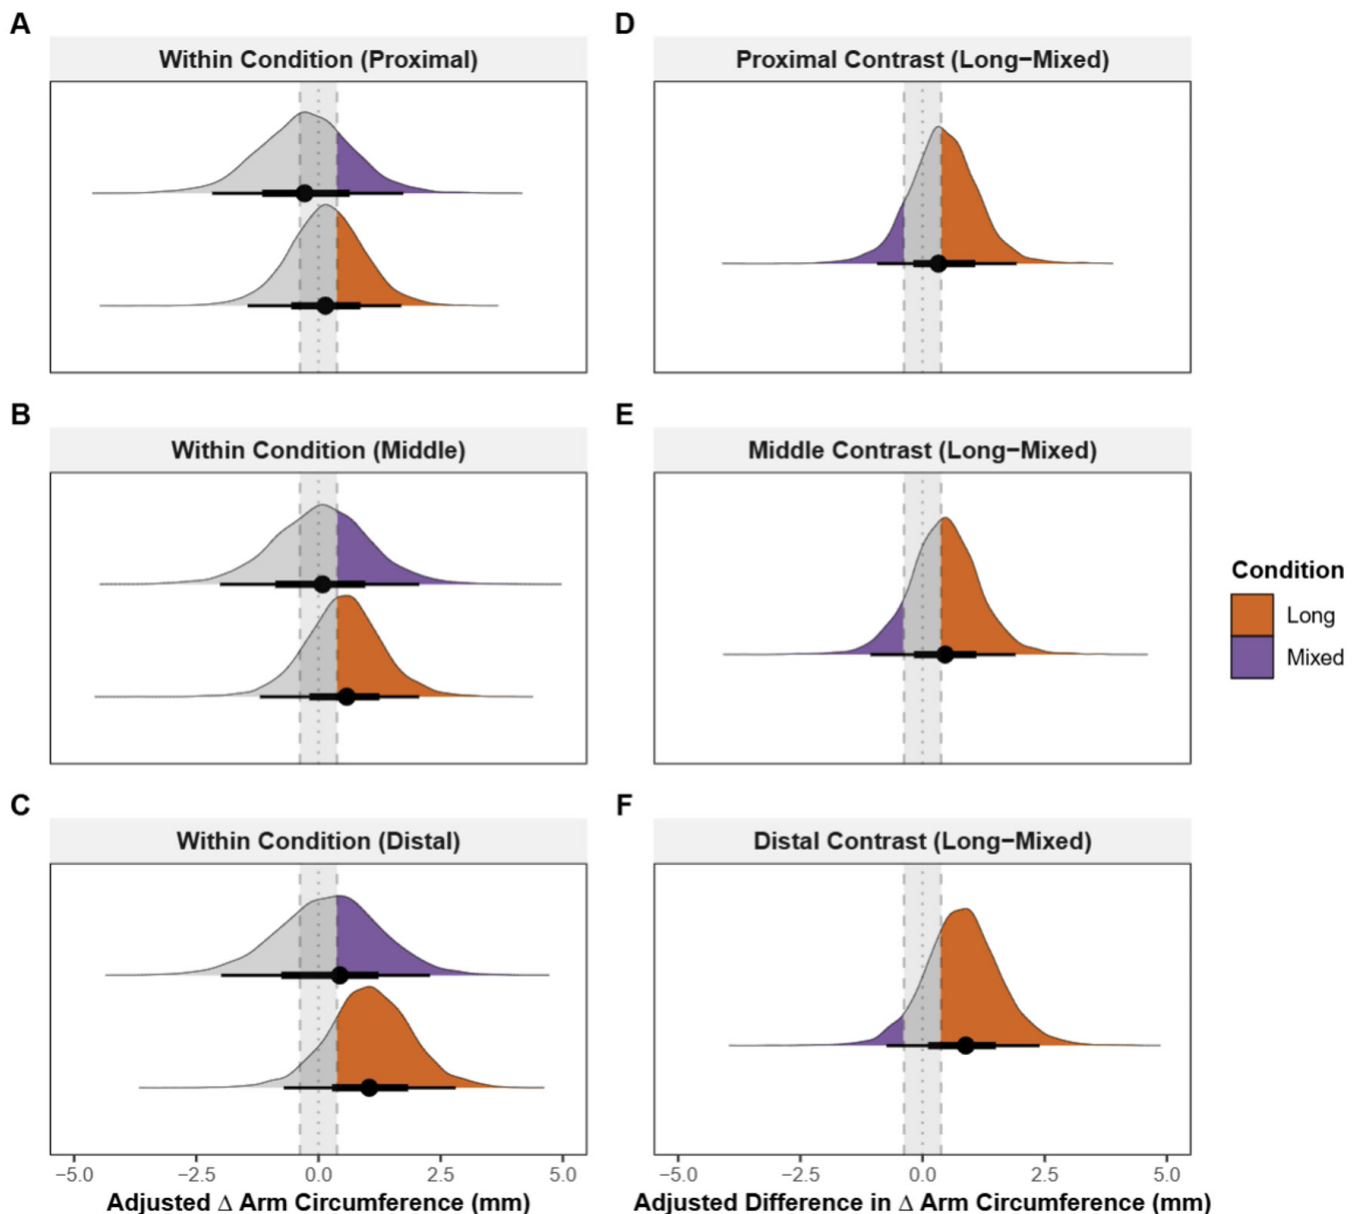 A
Within Condition (Proximal)
D
Proximal Contrast (Long−Mixed)
B
Within Condition (Middle)
E
Middle Contrast (Long−Mixed)
Condition
Long
Mixed
C
Within Condition (Distal)
F
Distal Contrast (Long−Mixed)
−5.0 −2.5 0.0 2.5 5.0
Adjusted Δ Arm Circumference (mm)
−5.0 −2.5 0.0 2.5 5.0
Adjusted Difference in Δ Arm Circumference (mm)